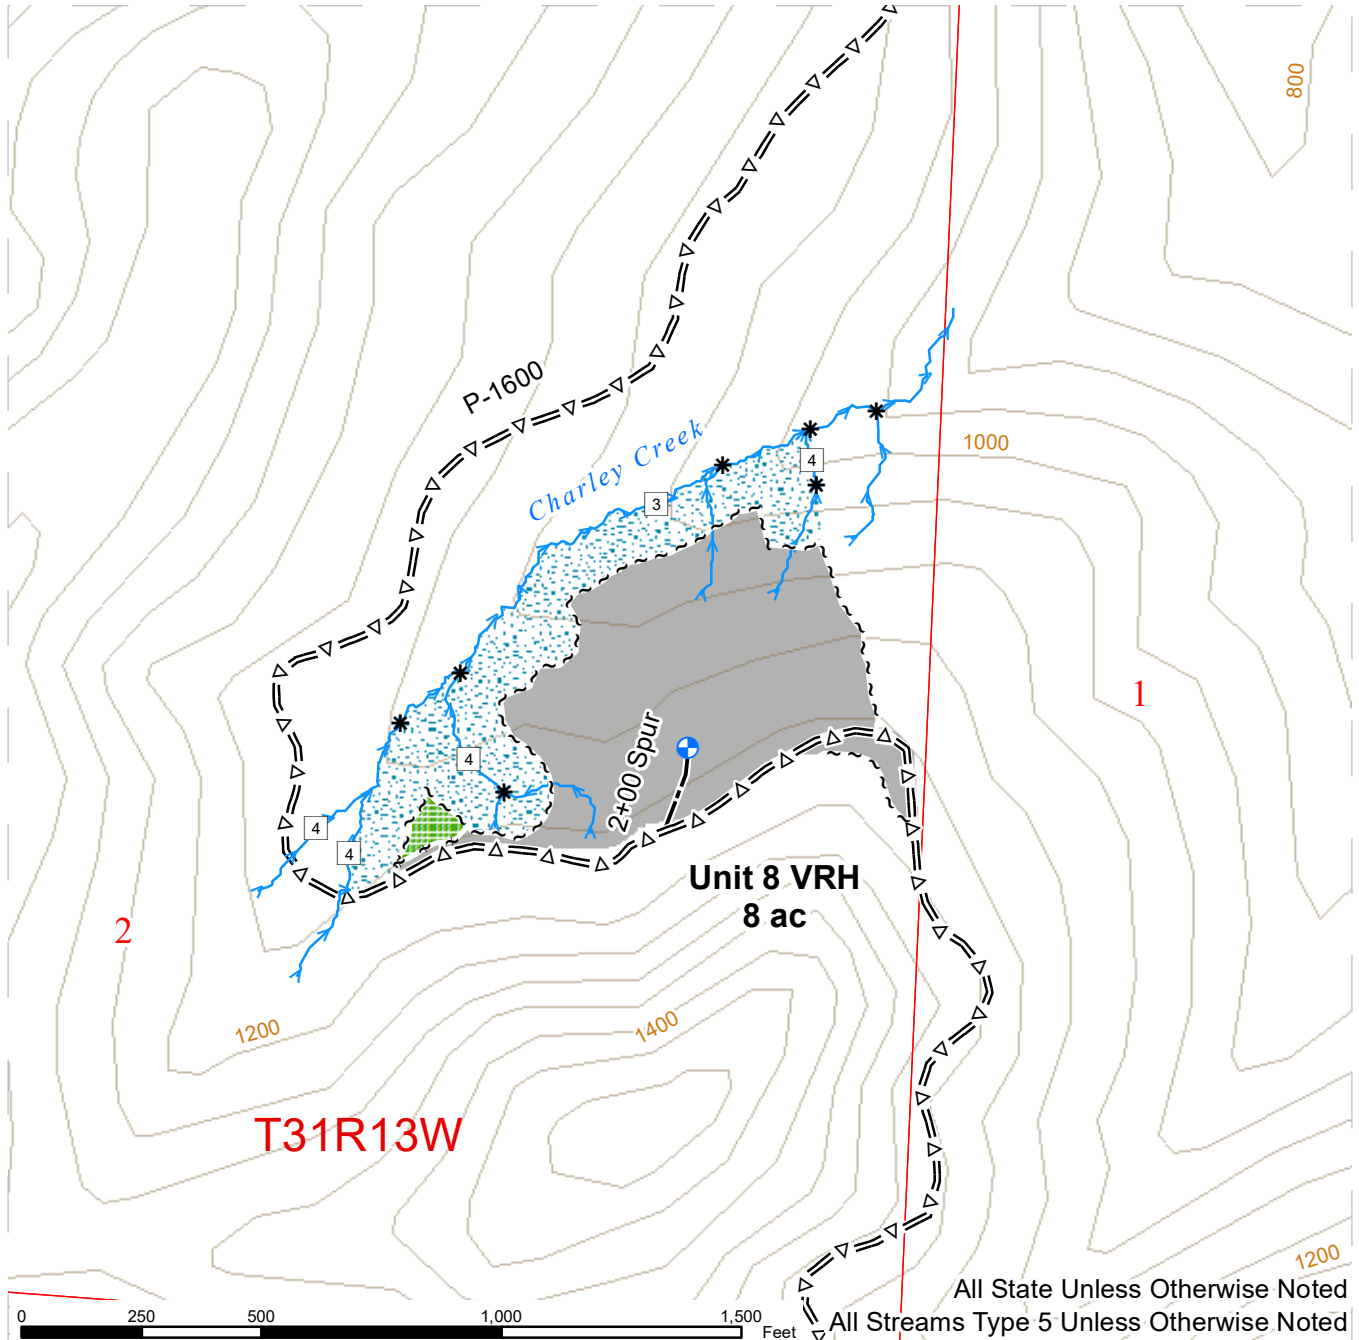 800
P-1600
Charley Creek
1000
4
3
1
2+00 Spur
4
4
4
Unit 8 VRH
8 ac
2
1200
1400
T31R13W
1200
All State Unless Otherwise Noted
0 250 500 1,000 1,500
Feet
All Streams Type 5 Unless Otherwise Noted